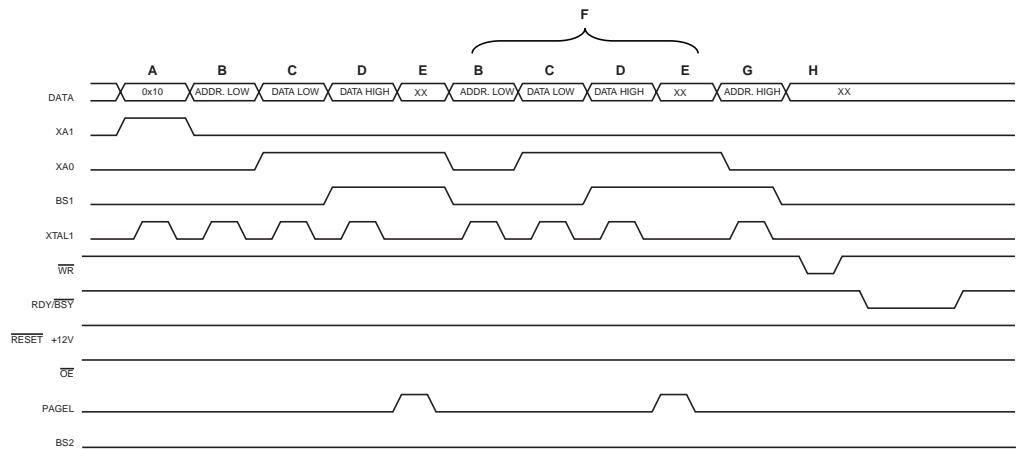 F
A B C D E B C D E G H
DATA 0x10 ADDR. LOW DATA LOW DATA HIGH XX ADDR. LOW DATA LOW DATA HIGH XX ADDR. HIGH XX
XA1
XA0
BS1
XTAL1
WR
RDY/BSY
RESET +12V
OE
PAGEL
BS2